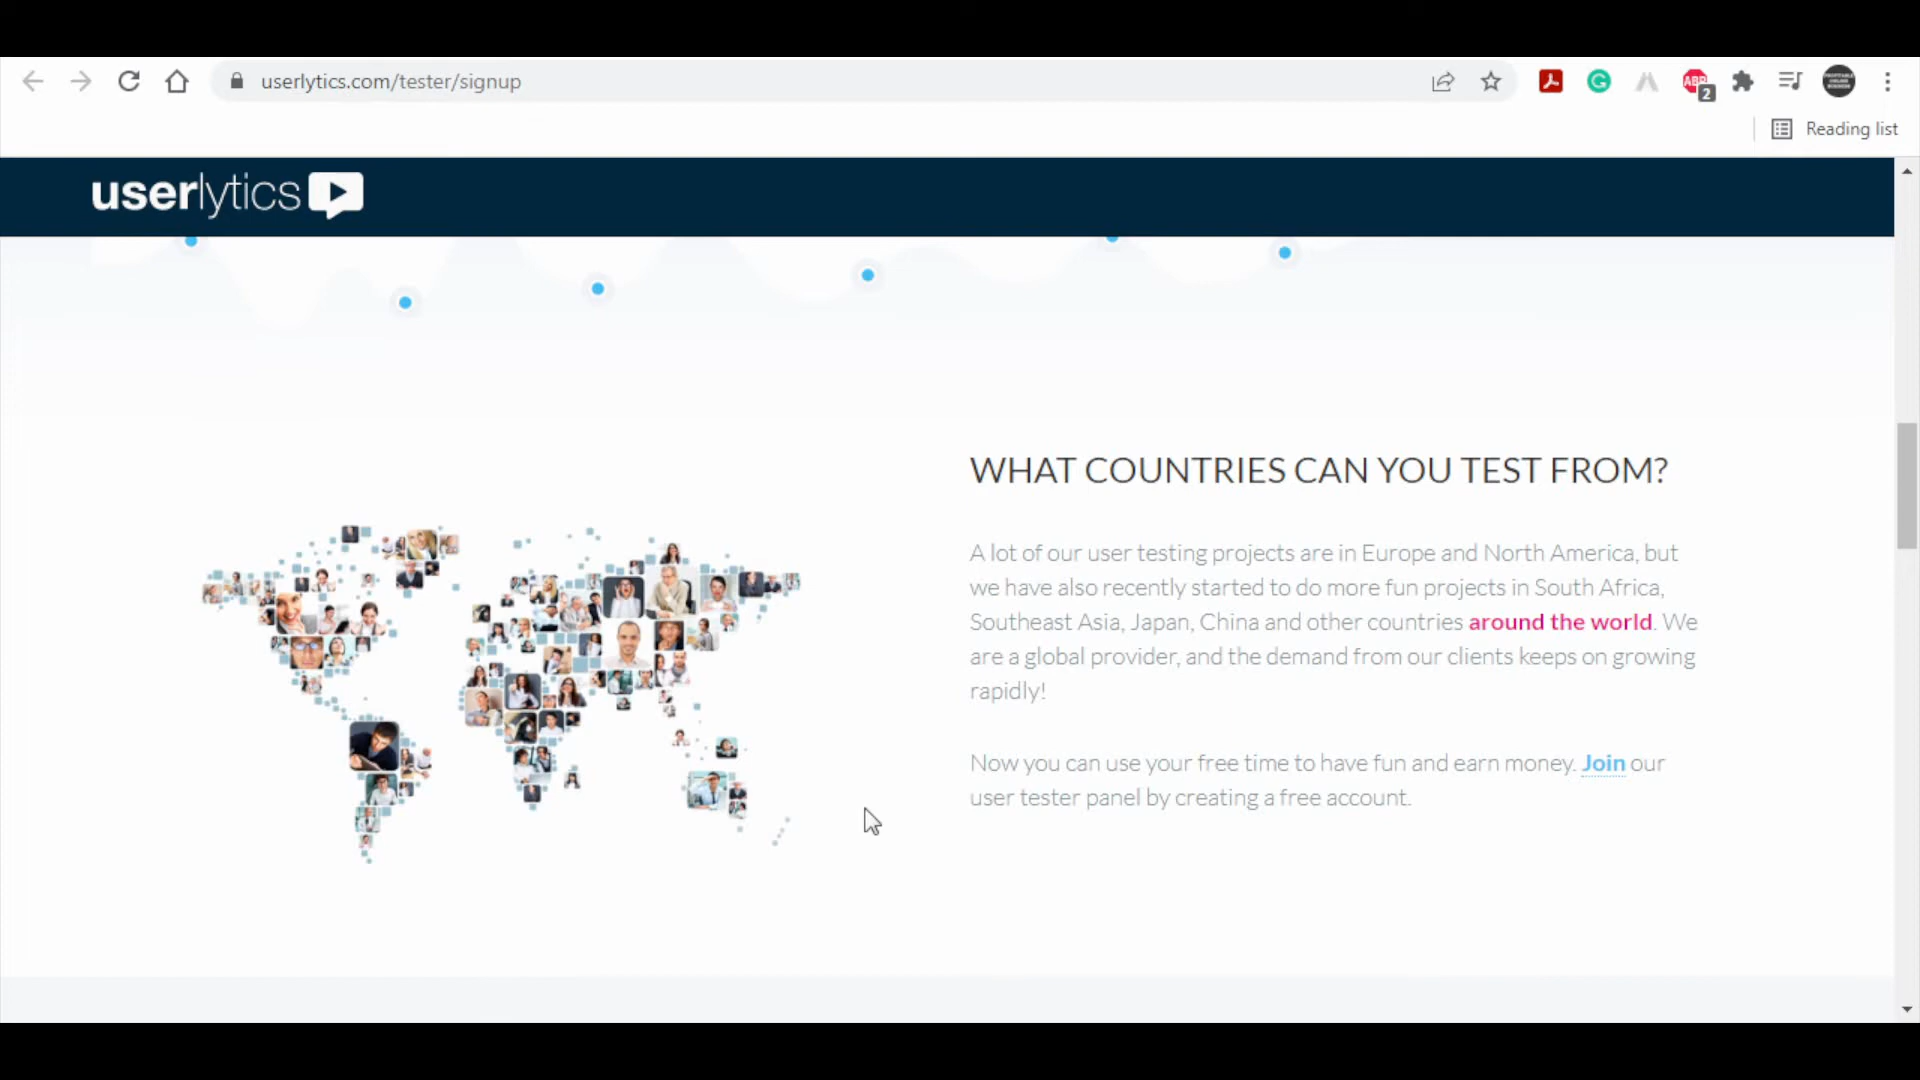 userlytics.com/tester/signup
ABP
2
Reading list
userlytics
WHAT COUNTRIES CAN YOU TEST FROM?
A lot of our user testing projects are in Europe and North America, but
we have also recently started to do more fun projects in South Africa,
Southeast Asia, Japan, China and other countries around the world. We
are a global provider, and the demand from our clients keeps on growing
rapidly!
Now you can use your free time to have fun and earn money. Join our
user tester panel by creating a free account.